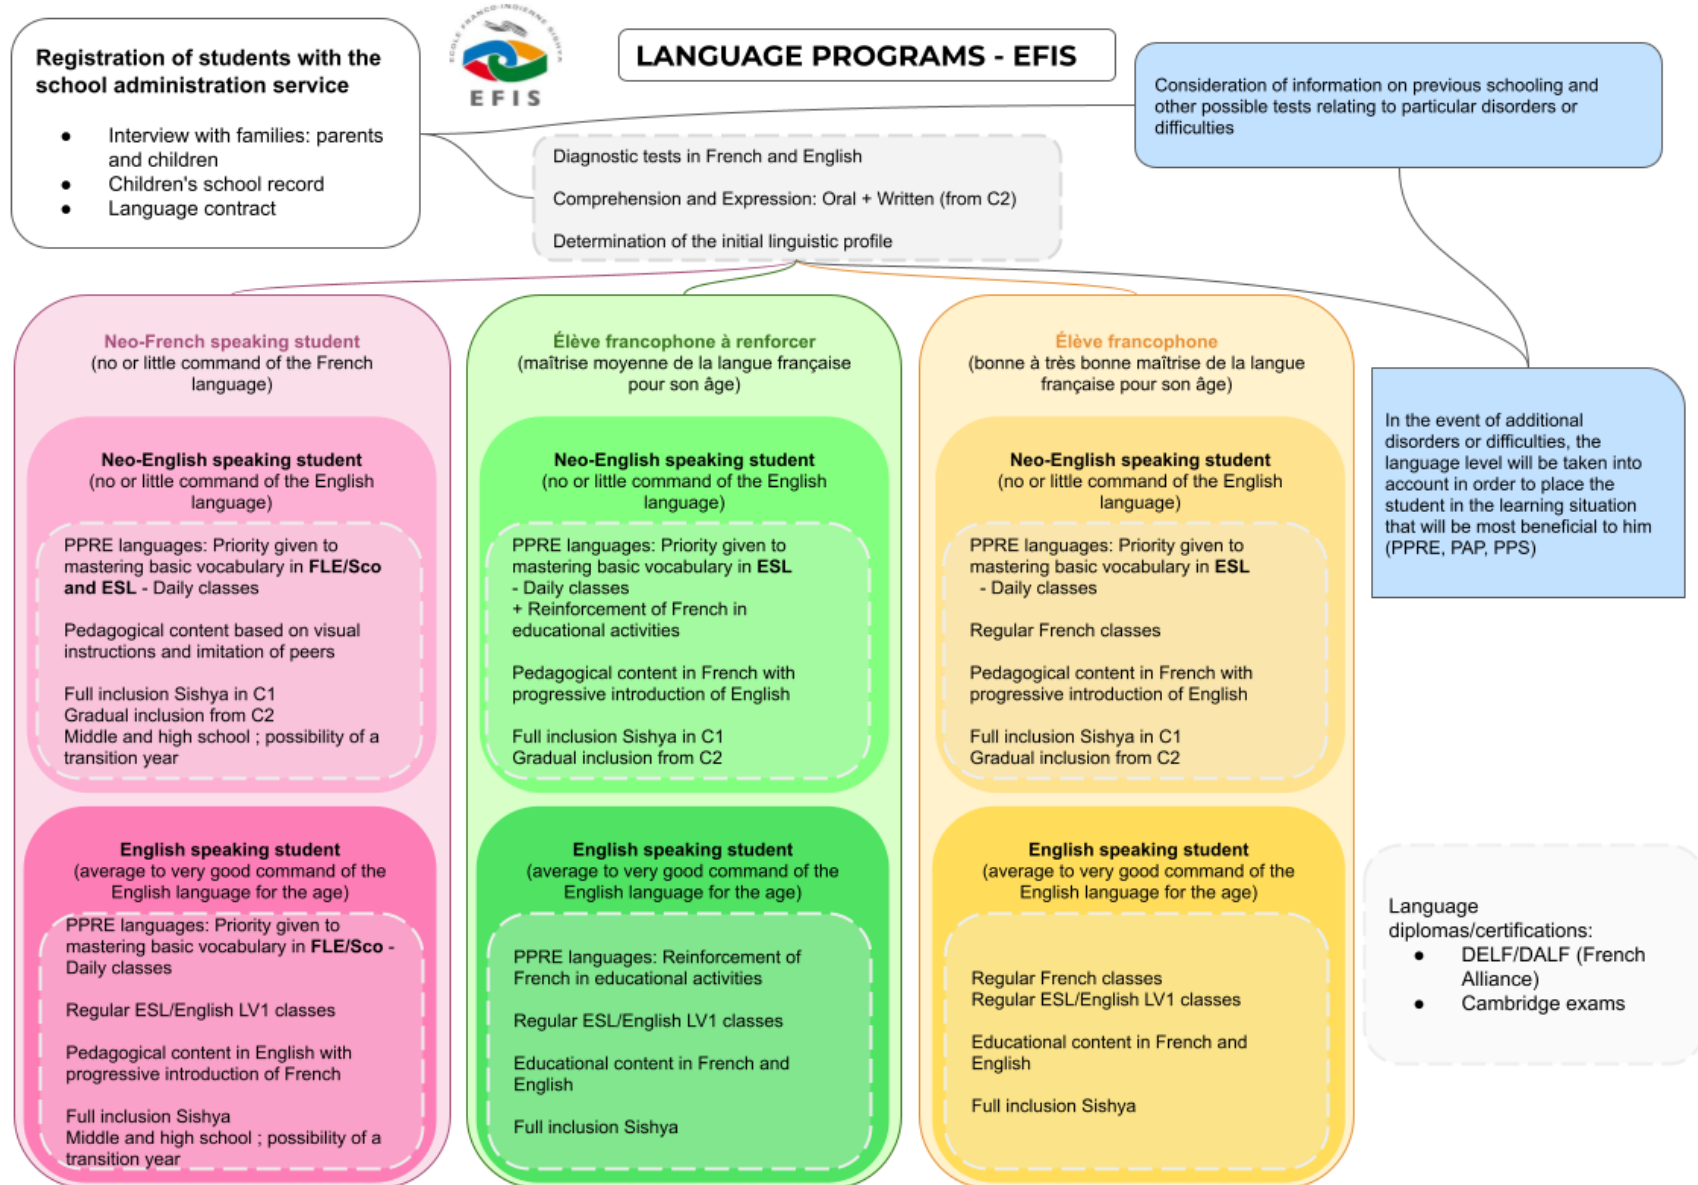 Registration of students with the
school administration service
● Interview with families: parents
and children
● Children's school record
● Language contract
ECOLE FRANCO-INDIENNE SISHYA
EFIS
LANGUAGE PROGRAMS - EFIS
Consideration of information on previous schooling and
other possible tests relating to particular disorders or
difficulties
Diagnostic tests in French and English
Comprehension and Expression: Oral + Written (from C2)
Determination of the initial linguistic profile
Neo-French speaking student
(no or little command of the French
language)
Neo-English speaking student
(no or little command of the English
language)
PPRE languages: Priority given to
mastering basic vocabulary in FLE/Sco
and ESL - Daily classes
Pedagogical content based on visual
instructions and imitation of peers
Full inclusion Sishya in C1
Gradual inclusion from C2
Middle and high school ; possibility of a
transition year
English speaking student
(average to very good command of the
English language for the age)
PPRE languages: Priority given to
mastering basic vocabulary in FLE/Sco -
Daily classes
Regular ESL/English LV1 classes
Pedagogical content in English with
progressive introduction of French
Full inclusion Sishya
Middle and high school ; possibility of a
transition year
Élève francophone à renforcer
(maîtrise moyenne de la langue française
pour son âge)
Neo-English speaking student
(no or little command of the English
language)
PPRE languages: Priority given to
mastering basic vocabulary in ESL
- Daily classes
+ Reinforcement of French in
educational activities
Pedagogical content in French with
progressive introduction of English
Full inclusion Sishya in C1
Gradual inclusion from C2
English speaking student
(average to very good command of the
English language for the age)
PPRE languages: Reinforcement of
French in educational activities
Regular ESL/English LV1 classes
Educational content in French and
English
Full inclusion Sishya
Élève francophone
(bonne à très bonne maîtrise de la langue
française pour son âge)
Neo-English speaking student
(no or little command of the English
language)
PPRE languages: Priority given to
mastering basic vocabulary in ESL
- Daily classes
Regular French classes
Pedagogical content in French with
progressive introduction of English
Full inclusion Sishya in C1
Gradual inclusion from C2
English speaking student
(average to very good command of the
English language for the age)
Regular French classes
Regular ESL/English LV1 classes
Educational content in French and
English
Full inclusion Sishya
In the event of additional
disorders or difficulties, the
language level will be taken into
account in order to place the
student in the learning situation
that will be most beneficial to him
(PPRE, PAP, PPS)
Language
diplomas/certifications:
● DELF/DALF (French
Alliance)
● Cambridge exams